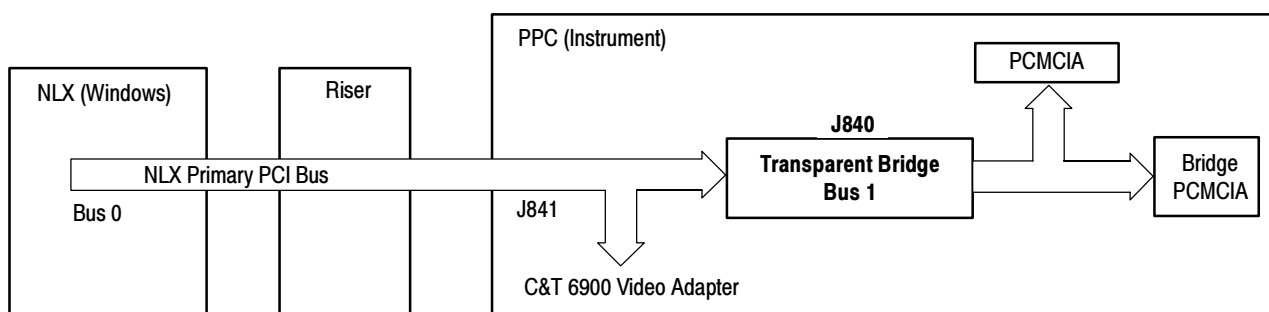 PPC (Instrument)
PCMCIA
NLX (Windows)
Riser
J840
Transparent Bridge
Bus 1
Bridge
PCMCIA
NLX Primary PCI Bus
Bus 0
J841
C&T 6900 Video Adapter